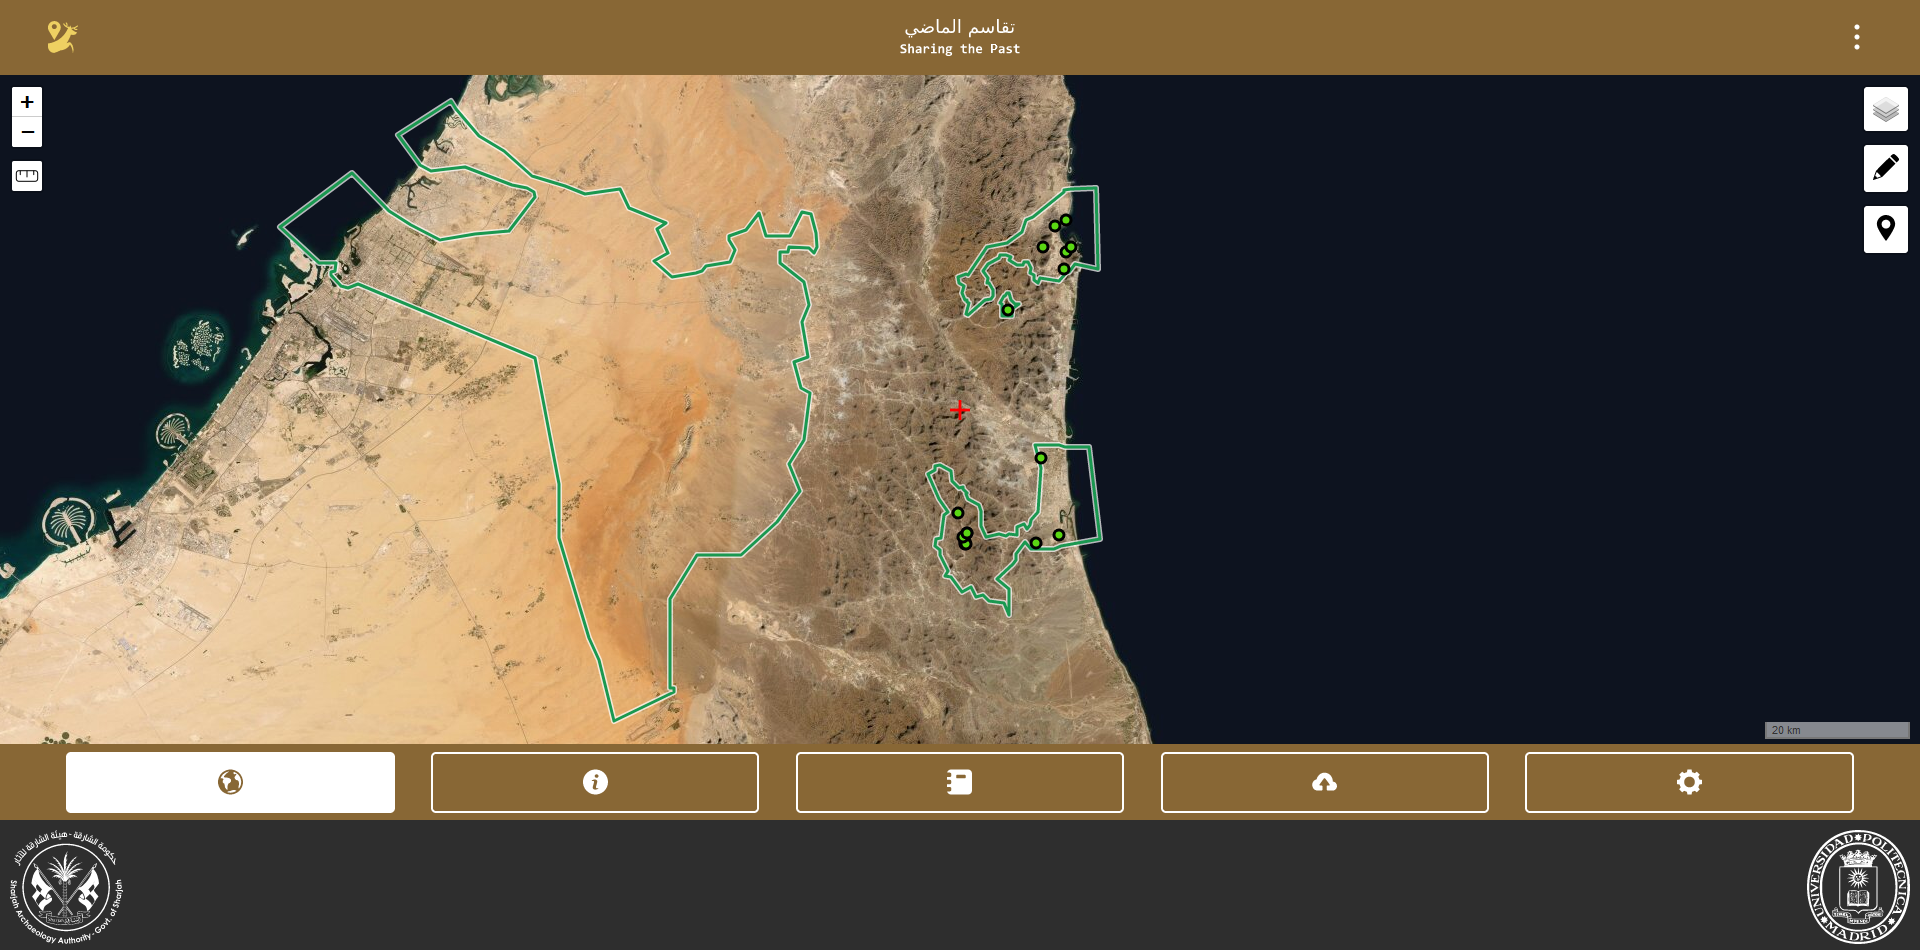 تقاسم الماضي
Sharing the Past
+
−
20 km
حكومة الشارقة - هيئة الشارقة للآثار
Sharjah Archaeology Authority - Govt. of Sharjah
UNIVERSIDAD POLITECNICA
MADRID